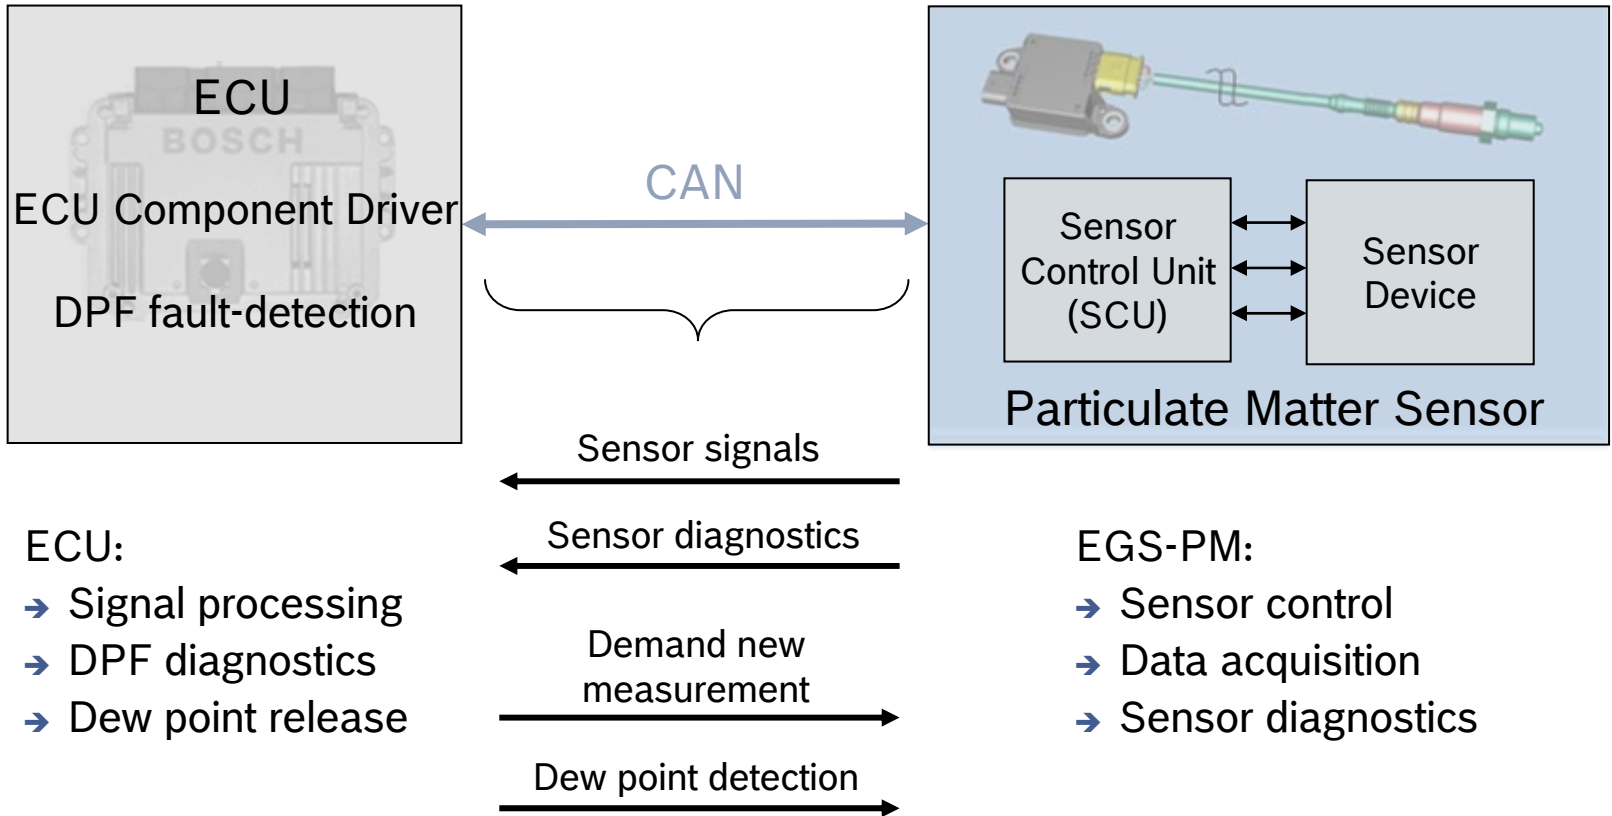 ECU
BOSCH
ECU Component Driver
DPF fault-detection
CAN
Sensor
Control Unit
(SCU)
Sensor
Device
Particulate Matter Sensor
Sensor signals
Sensor diagnostics
Demand new
measurement
Dew point detection
ECU:
➔ Signal processing
➔ DPF diagnostics
➔ Dew point release
EGS-PM:
➔ Sensor control
➔ Data acquisition
➔ Sensor diagnostics